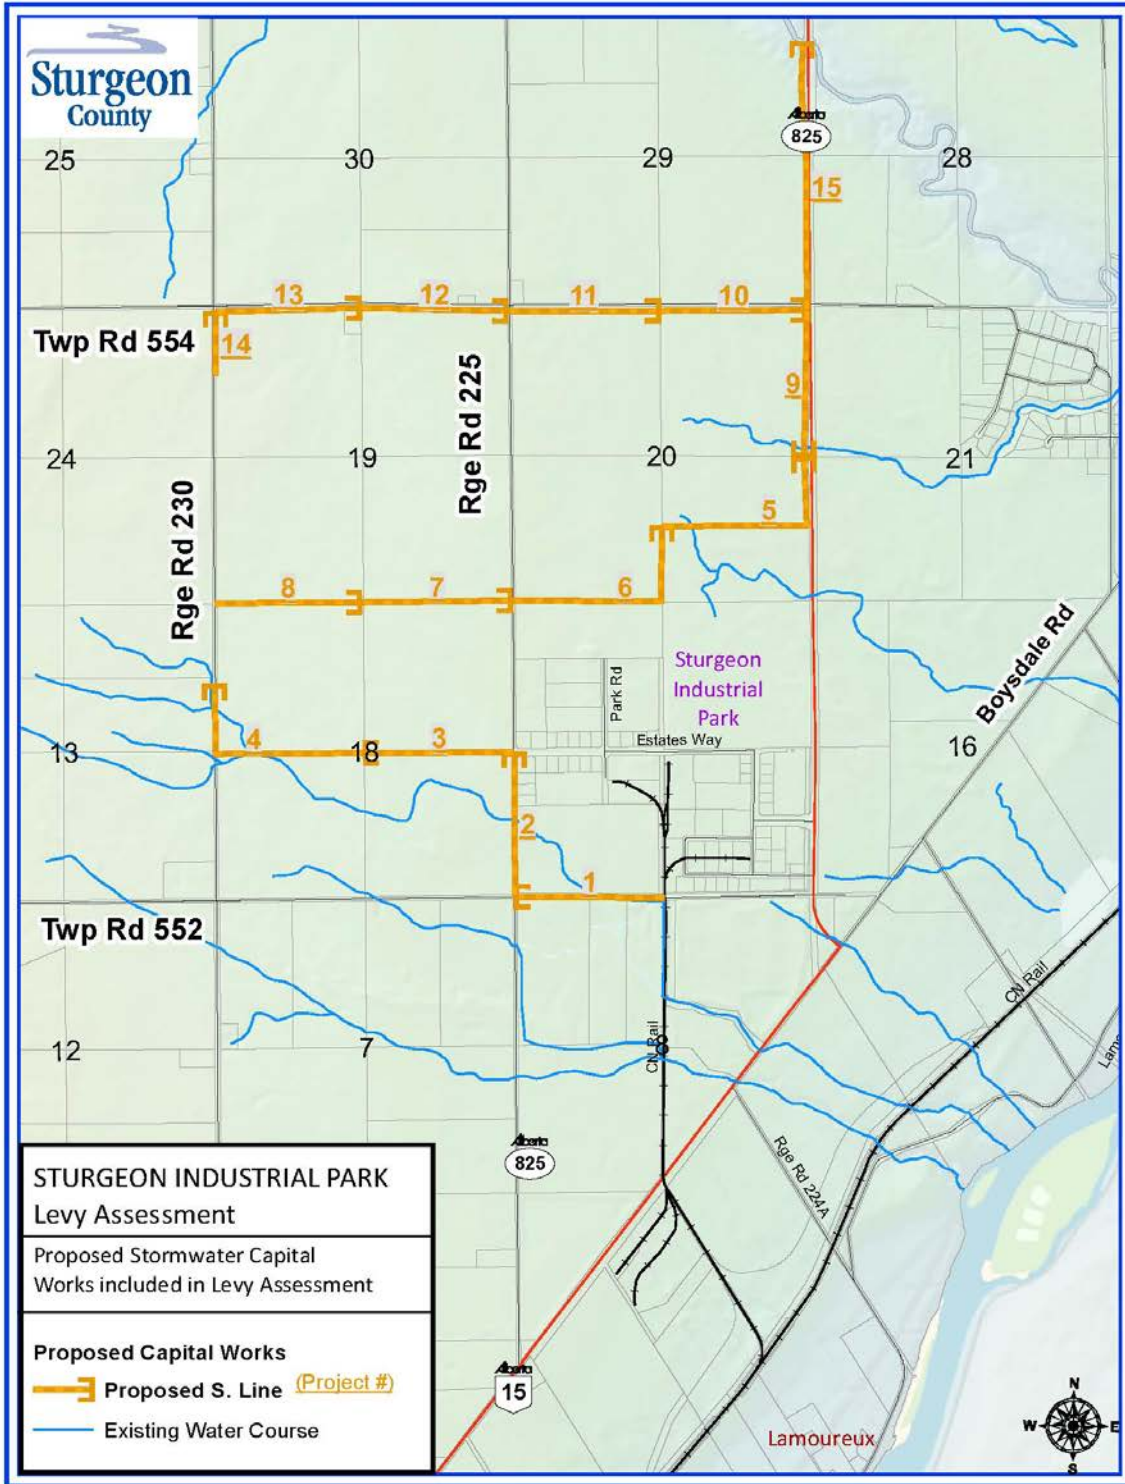 Sturgeon
County
Alberta
825
25
30
29
28
15
13
12
11
10
Twp Rd 554
14
Rge Rd 225
9
24
19
20
21
Rge Rd 230
5
8
7
6
Sturgeon
Industrial
Park
Park Rd
Boysdale Rd
Estates Way
13
4
18
3
16
2
1
Twp Rd 552
CN Rail
12
7
CN Rail
8
Lamo
Alberta
825
Rge Rd 224A
STURGEON INDUSTRIAL PARK
Levy Assessment
Proposed Stormwater Capital
Works included in Levy Assessment
Proposed Capital Works
Proposed S. Line (Project #)
Existing Water Course
Alberta
15
Lamoureux
N
W E
S